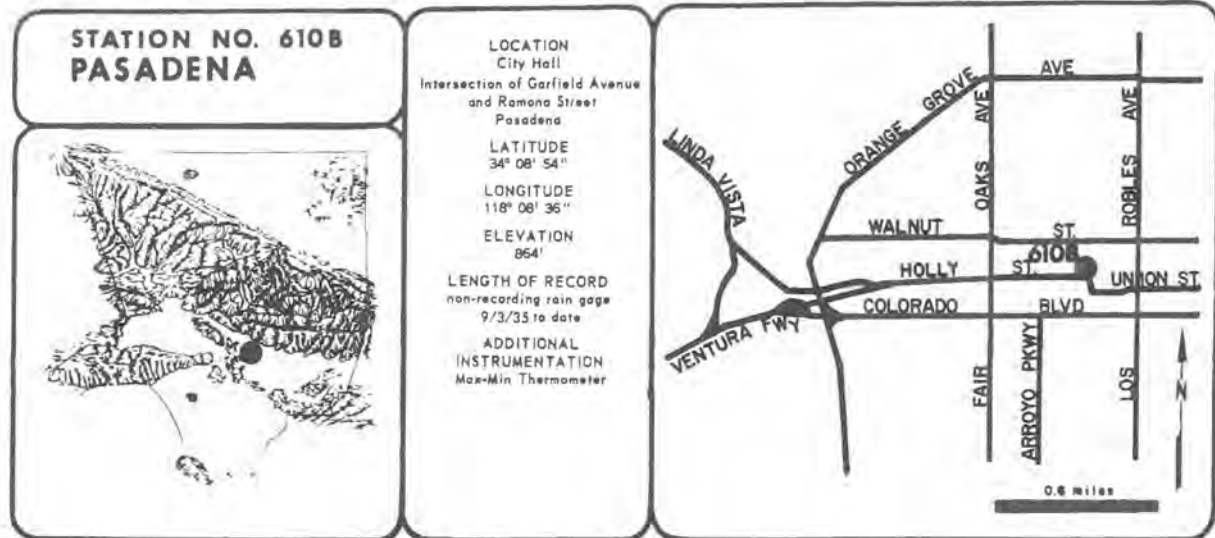 STATION NO. 610B
PASADENA
LOCATION
City Hall
Intersection of Garfield Avenue
and Ramona Street
Pasadena
LATITUDE
34° 08' 54"
LONGITUDE
118° 08' 36"
ELEVATION
864'
LENGTH OF RECORD
non-recording rain gage
9/3/35 to date
ADDITIONAL
INSTRUMENTATION
Max-Min Thermometer
ORANGE GROVE AVE
LINDA VISTA
FAIR OAKS AVE
LOS ROBLES AVE
WALNUT ST.
610B
HOLLY ST.
UNION ST.
COLORADO BLVD
VENTURA FWY
ARROYO PKWY
N
0.6 miles